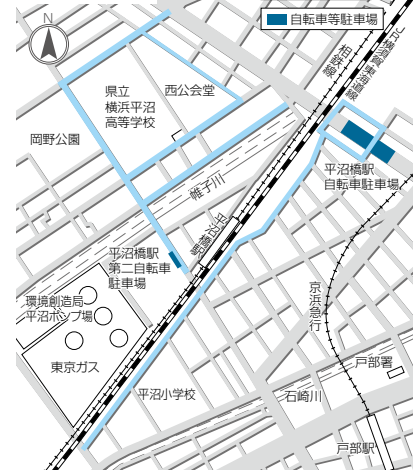 N
自転車等駐車場
JR横須賀・東海道線
相鉄線
県立
横浜平沼
高等学校
西公会堂
岡野公園
帷子川
平沼橋駅
自転車駐車場
平沼橋駅
平沼橋駅
第二自転車
駐車場
環境創造局
平沼ポンプ場
東京ガス
京浜急行
平沼小学校
石崎川
戸部署
戸部駅